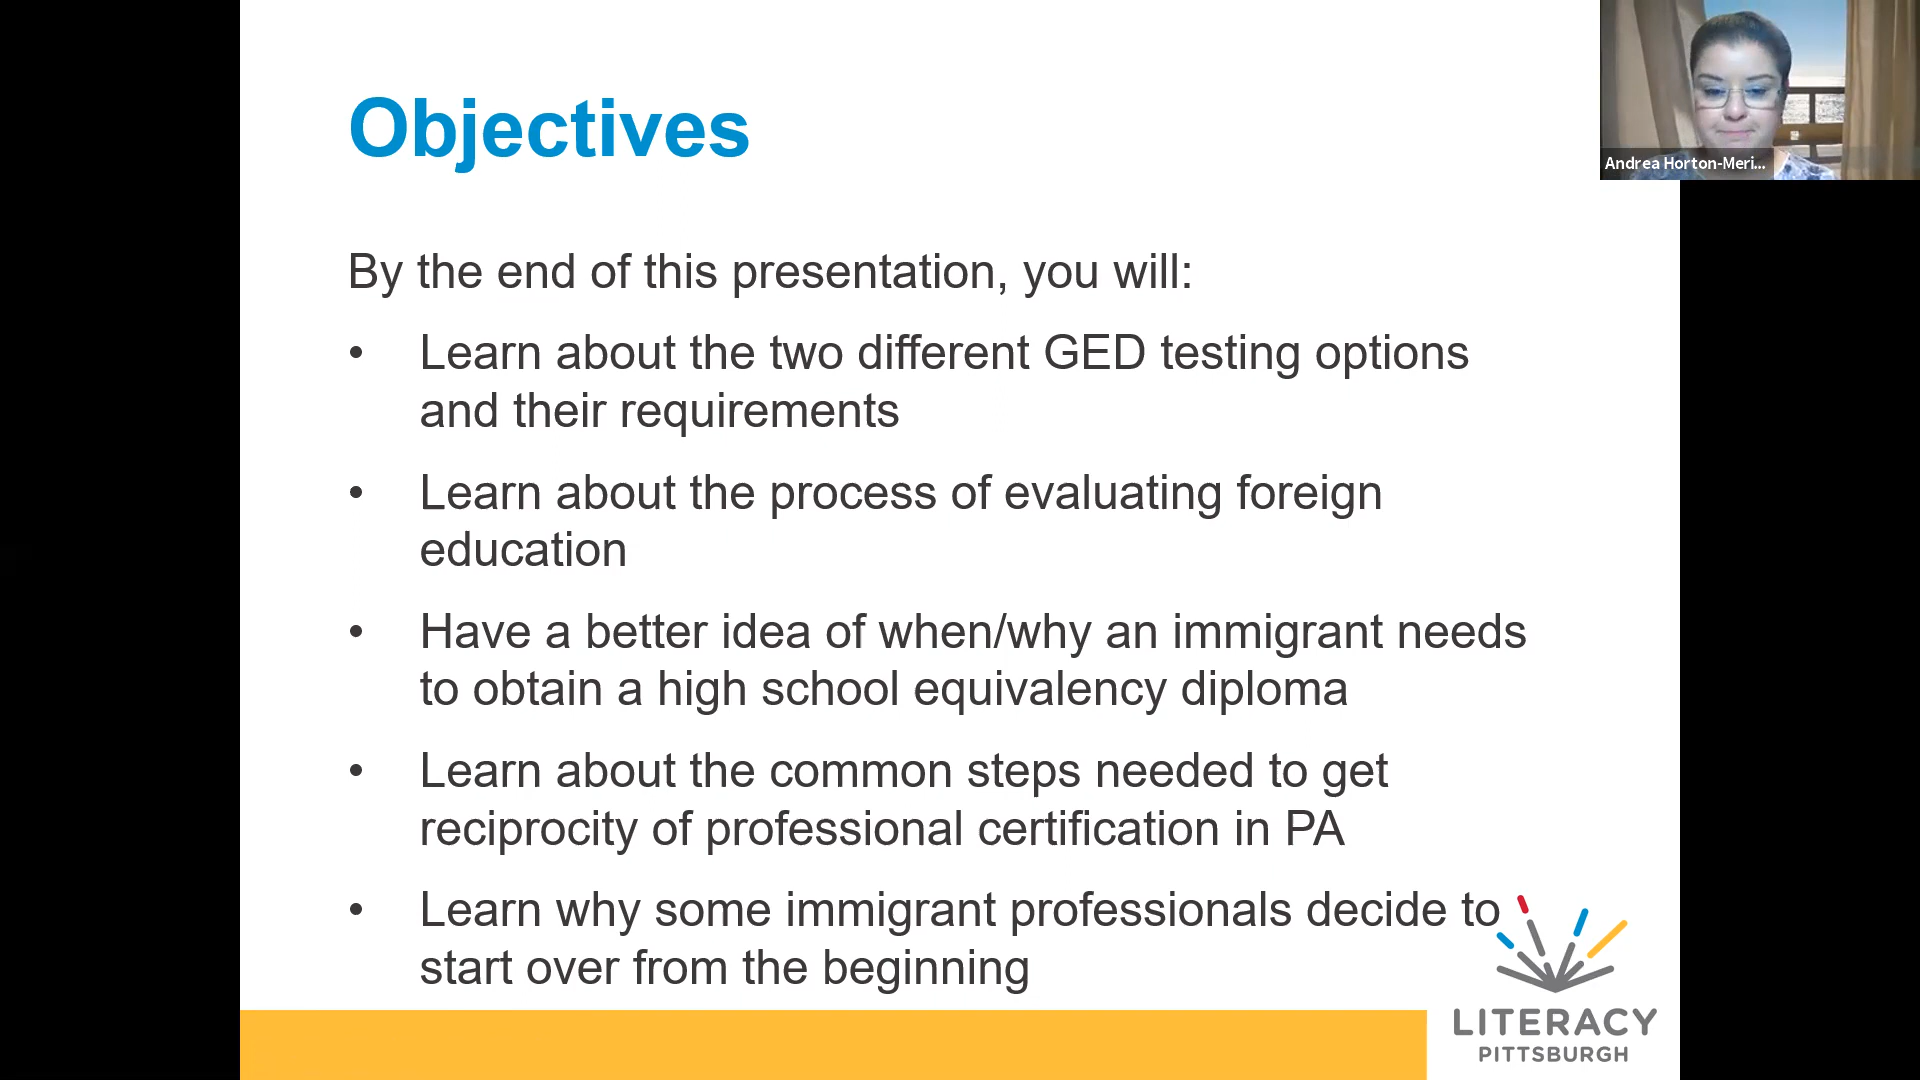 Objectives
Andrea Horton-Meri...
By the end of this presentation, you will:
• Learn about the two different GED testing options
and their requirements
• Learn about the process of evaluating foreign
education
• Have a better idea of when/why an immigrant needs
to obtain a high school equivalency diploma
• Learn about the common steps needed to get
reciprocity of professional certification in PA
• Learn why some immigrant professionals decide to
start over from the beginning
LITERACY
PITTSBURGH